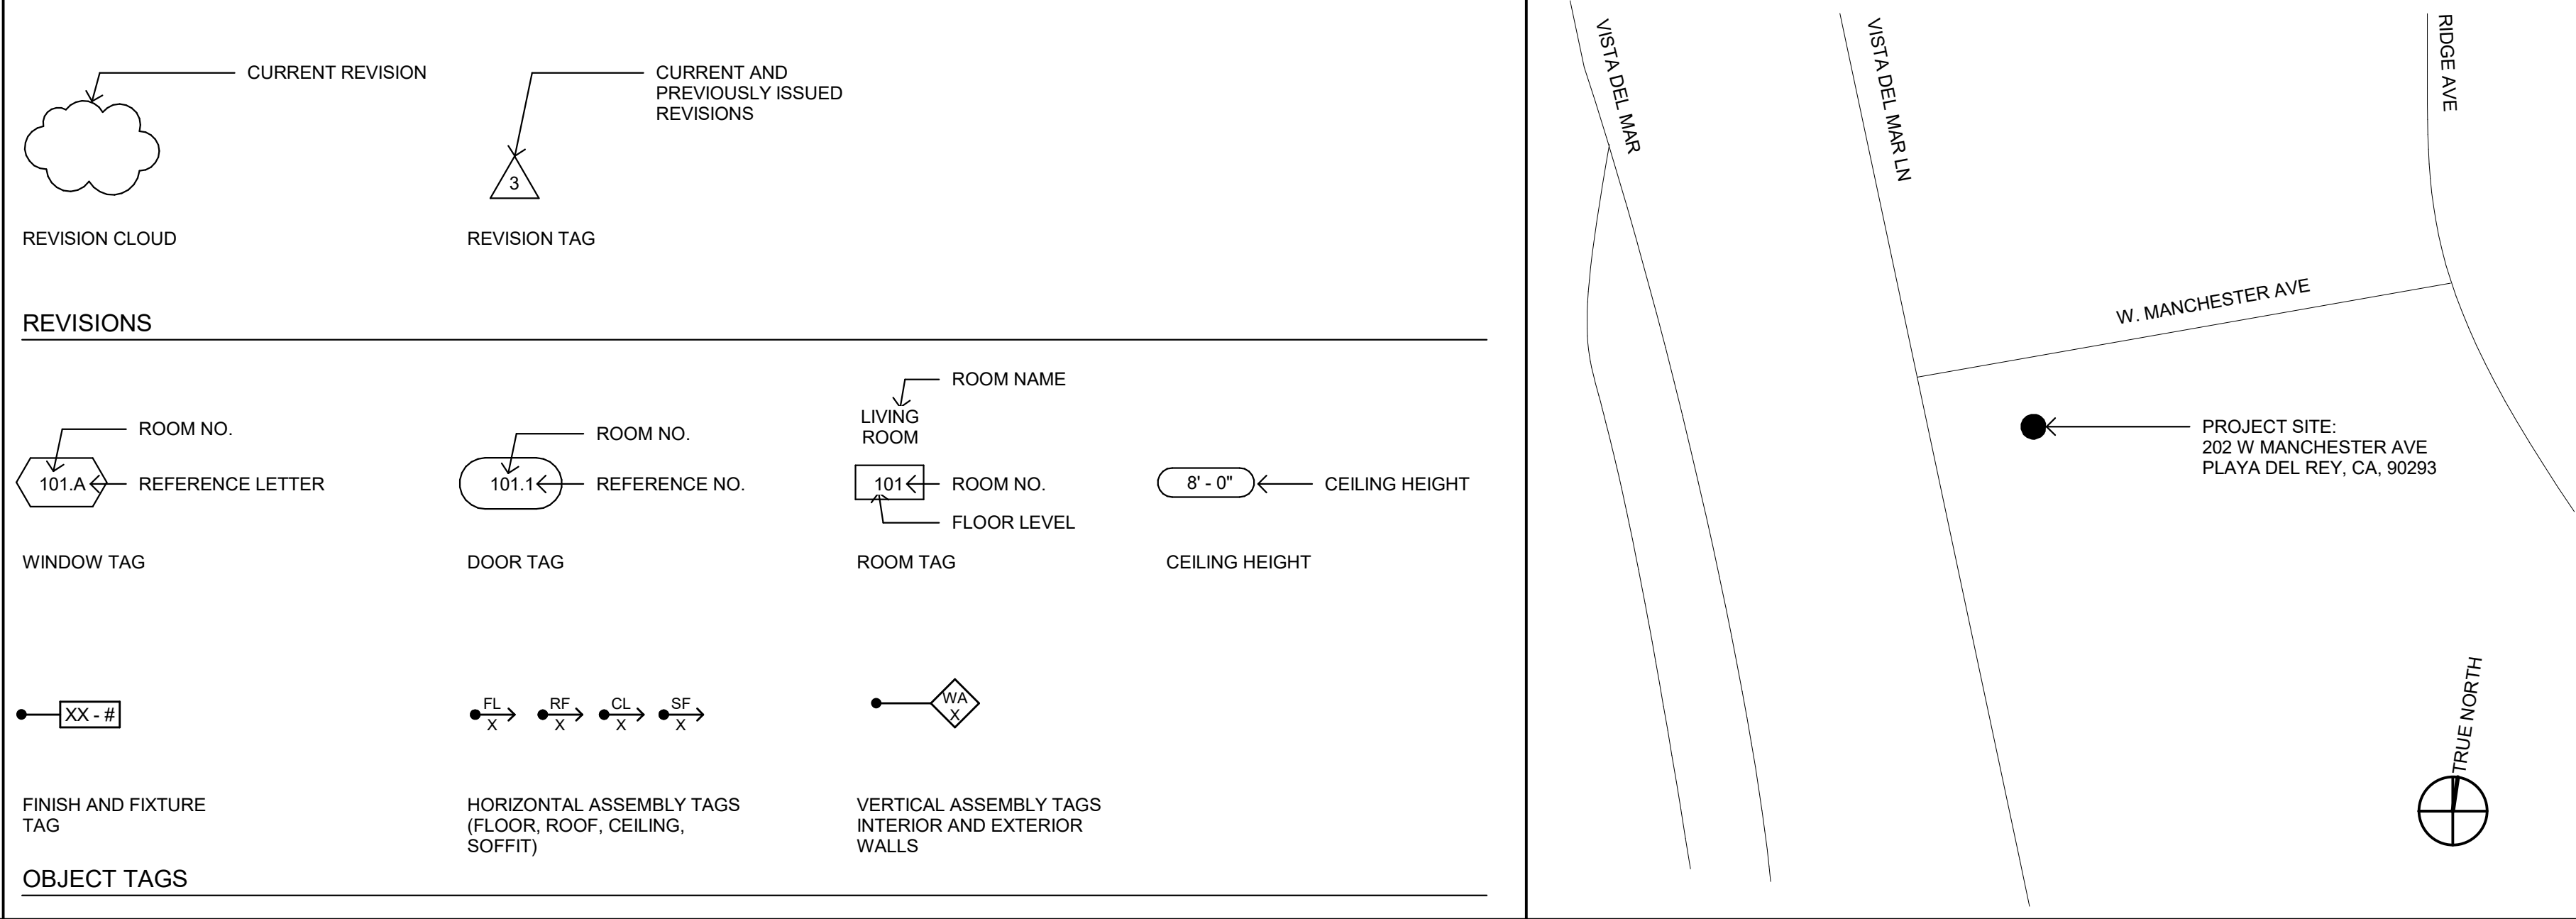 CURRENT REVISION
REVISION CLOUD
CURRENT AND
PREVIOUSLY ISSUED
REVISIONS
3
REVISION TAG
REVISIONS
ROOM NO.
101.A
REFERENCE LETTER
WINDOW TAG
ROOM NO.
101.1
REFERENCE NO.
DOOR TAG
ROOM NAME
LIVING
ROOM
101
ROOM NO.
FLOOR LEVEL
ROOM TAG
8' - 0"
CEILING HEIGHT
CEILING HEIGHT
XX - #
FINISH AND FIXTURE
TAG
FL
X
RF
X
CL
X
SF
X
HORIZONTAL ASSEMBLY TAGS
(FLOOR, ROOF, CEILING,
SOFFIT)
WA
X
VERTICAL ASSEMBLY TAGS
INTERIOR AND EXTERIOR
WALLS
OBJECT TAGS
VISTA DEL MAR
VISTA DEL MAR LN
RIDGE AVE
W. MANCHESTER AVE
PROJECT SITE:
202 W MANCHESTER AVE
PLAYA DEL REY, CA, 90293
TRUE NORTH